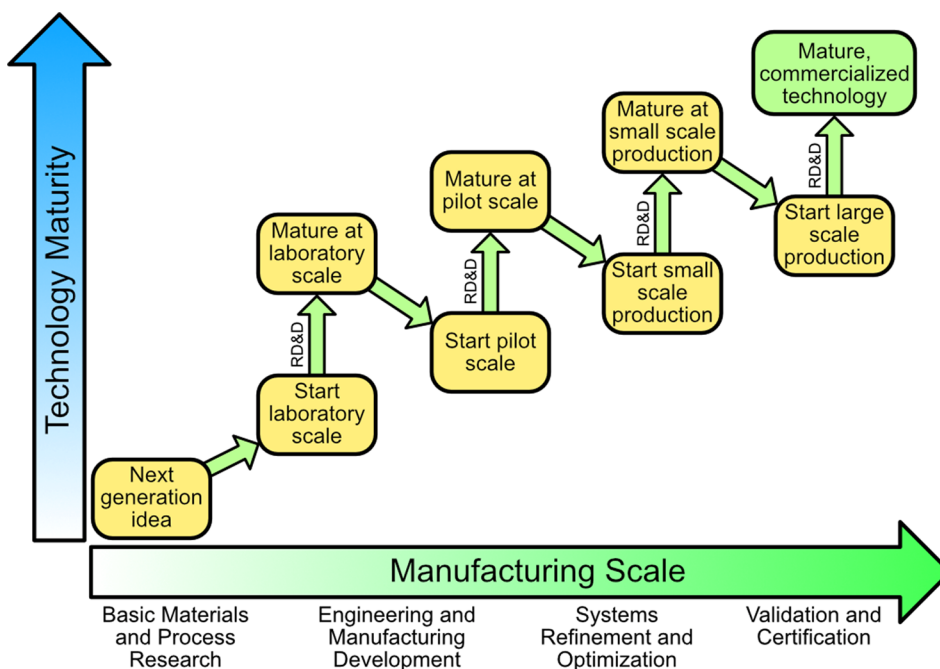 Technology Maturity
Next
generation
idea
Start
laboratory
scale
RD&D
Mature at
laboratory
scale
Start pilot
scale
RD&D
Mature at
pilot scale
Start small
scale
production
RD&D
Mature at
small scale
production
Start large
scale
production
RD&D
Mature,
commercialized
technology
Manufacturing Scale
Basic Materials
and Process
Research
Engineering and
Manufacturing
Development
Systems
Refinement and
Optimization
Validation and
Certification